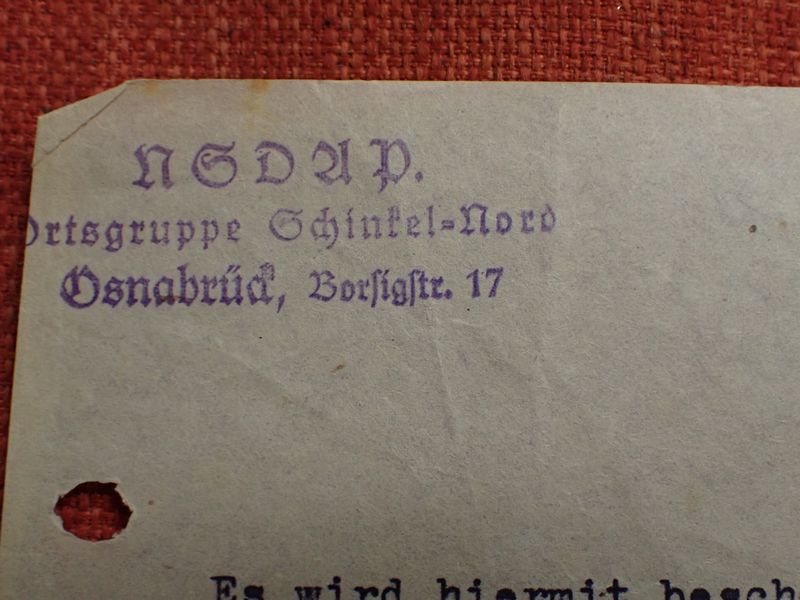 NSDAP.
Ortsgruppe Schinkel-Nord
Osnabrück, Borsigstr. 17
Es wird hiermit